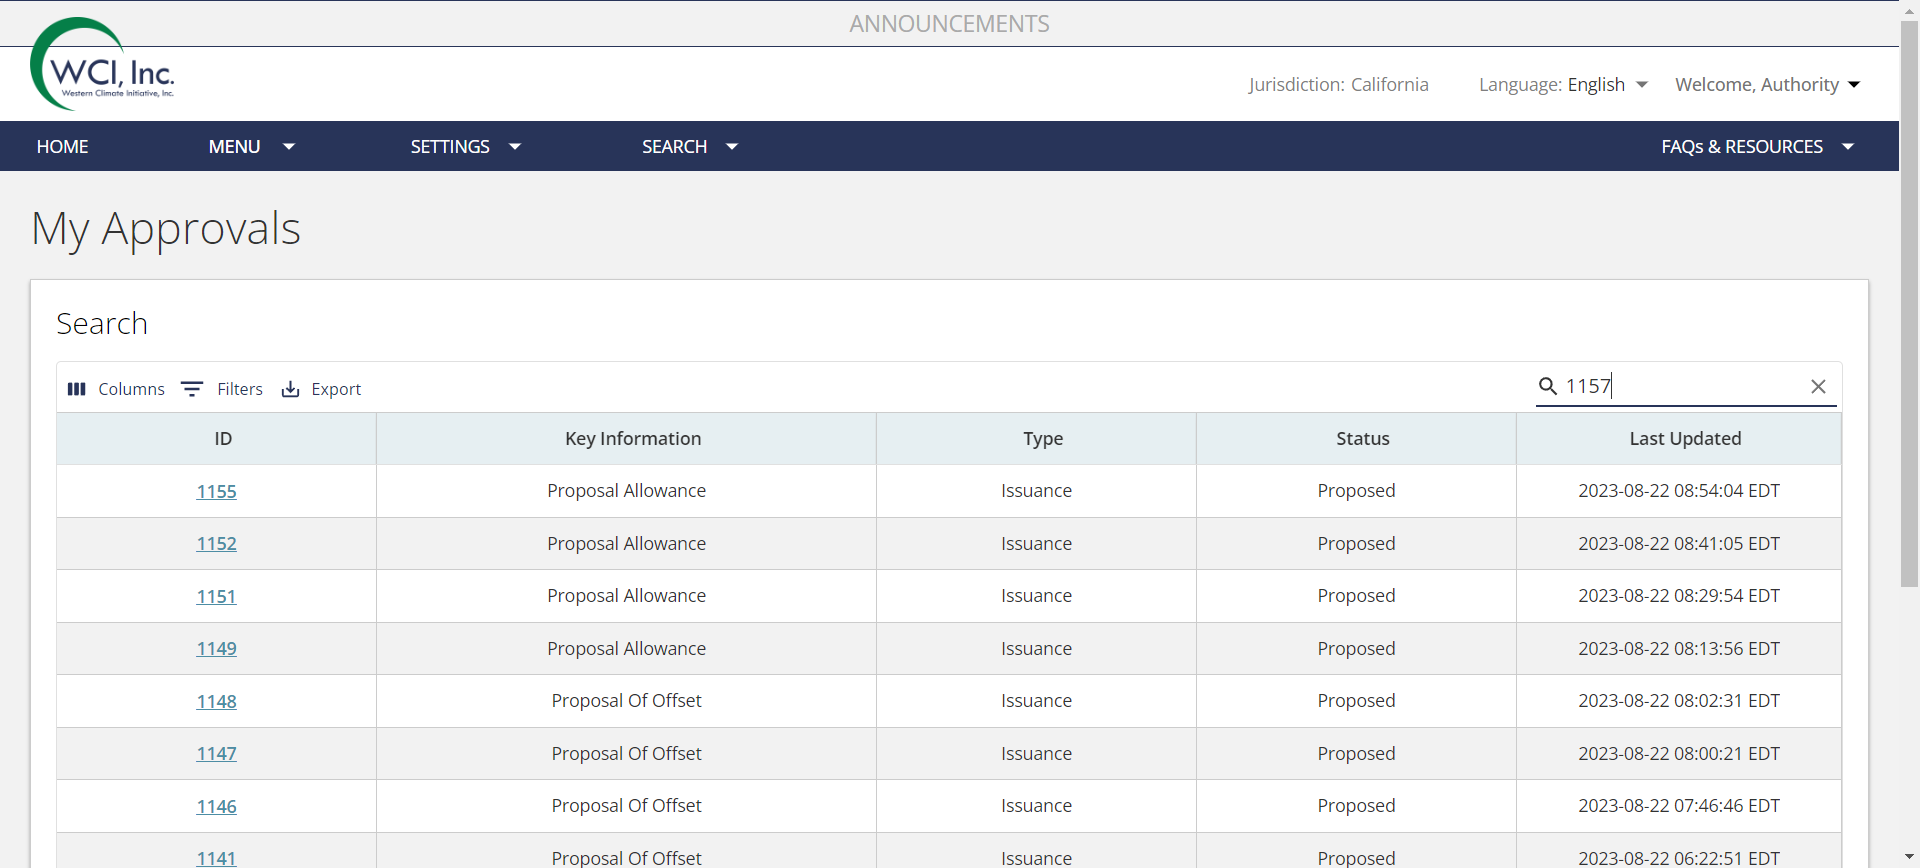 ANNOUNCEMENTS
WCI, Inc.
Western Climate Initiative, Inc.
Jurisdiction: California Language: English Welcome, Authority
HOME MENU SETTINGS SEARCH FAQs & RESOURCES
My Approvals
Search
Columns Filters Export 1157
ID Key Information Type Status Last Updated
1155 Proposal Allowance Issuance Proposed 2023-08-22 08:54:04 EDT
1152 Proposal Allowance Issuance Proposed 2023-08-22 08:41:05 EDT
1151 Proposal Allowance Issuance Proposed 2023-08-22 08:29:54 EDT
1149 Proposal Allowance Issuance Proposed 2023-08-22 08:13:56 EDT
1148 Proposal Of Offset Issuance Proposed 2023-08-22 08:02:31 EDT
1147 Proposal Of Offset Issuance Proposed 2023-08-22 08:00:21 EDT
1146 Proposal Of Offset Issuance Proposed 2023-08-22 07:46:46 EDT
1141 Proposal Of Offset Issuance Proposed 2023-08-22 06:22:51 EDT